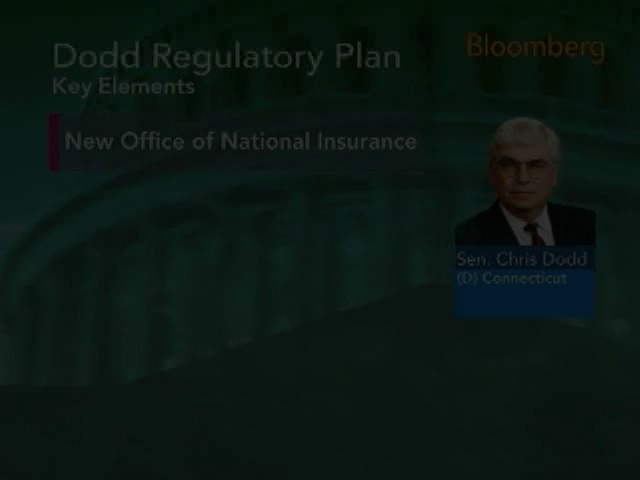 Dodd Regulatory Plan
Bloomberg
Key Elements
New Office of National Insurance
Sen. Chris Dodd
(D) Connecticut